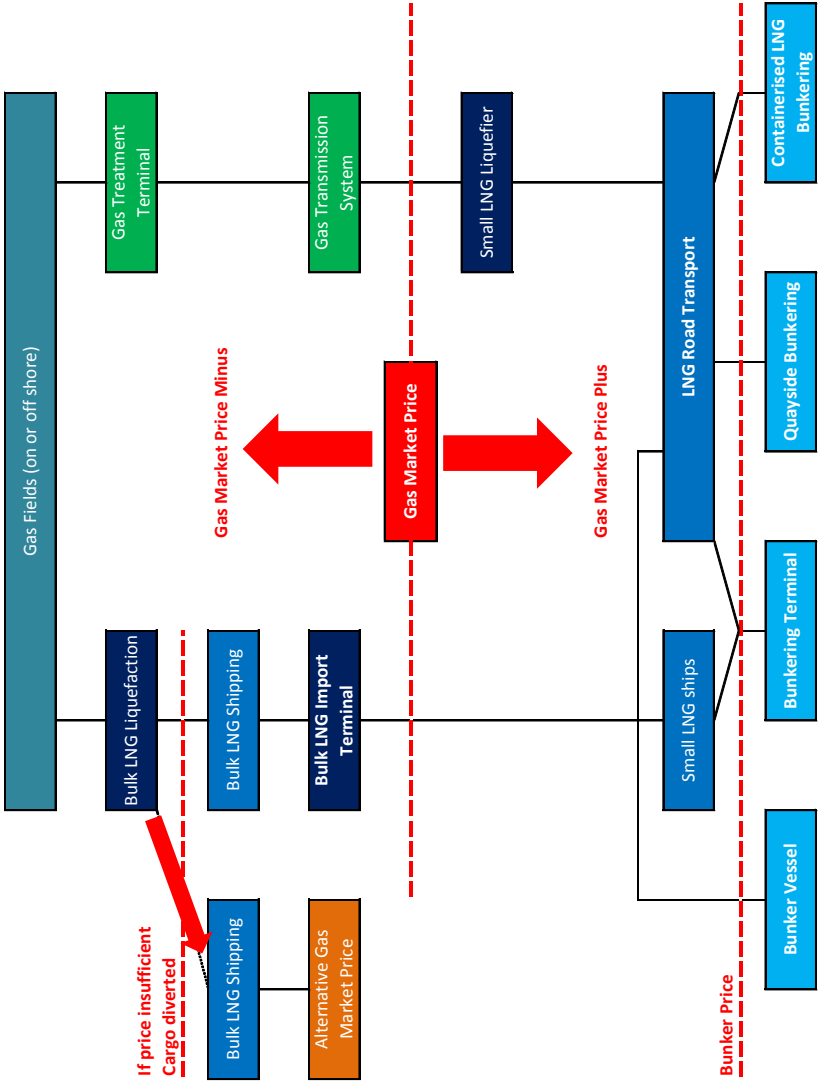 Gas Fields (on or off shore)
Bulk LNG Liquefaction
Gas Treatment
Terminal
If price insufficient
Cargo diverted
Bulk LNG Shipping
Bulk LNG Shipping
Gas Market Price Minus
Alternative Gas
Market Price
Bulk LNG Import
Terminal
Gas Transmission
System
Gas Market Price
Small LNG Liquefier
Gas Market Price Plus
Small LNG ships
LNG Road Transport
Bunker Price
Bunker Vessel
Bunkering Terminal
Quayside Bunkering
Containerised LNG
Bunkering